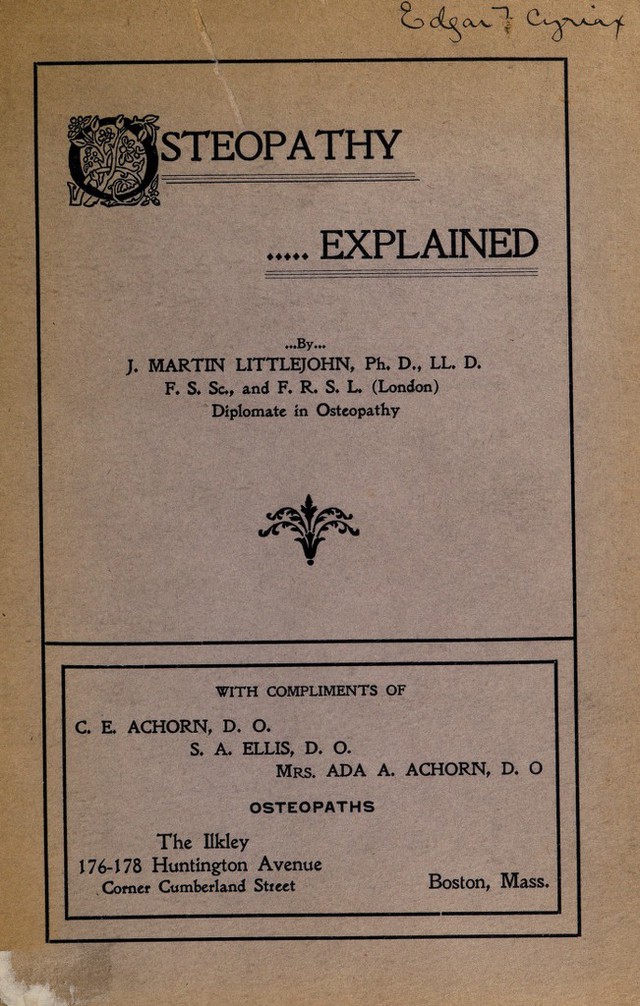 Edgar F Cyriax
OSTEOPATHY
..... EXPLAINED
...By...
J. MARTIN LITTLEJOHN, Ph. D., LL. D.
F. S. Sc., and F. R. S. L. (London)
Diplomate in Osteopathy
WITH COMPLIMENTS OF
C. E. ACHORN, D. O.
S. A. ELLIS, D. O.
MRS. ADA A. ACHORN, D. O
OSTEOPATHS
The Ilkley
176-178 Huntington Avenue
Corner Cumberland Street
Boston, Mass.